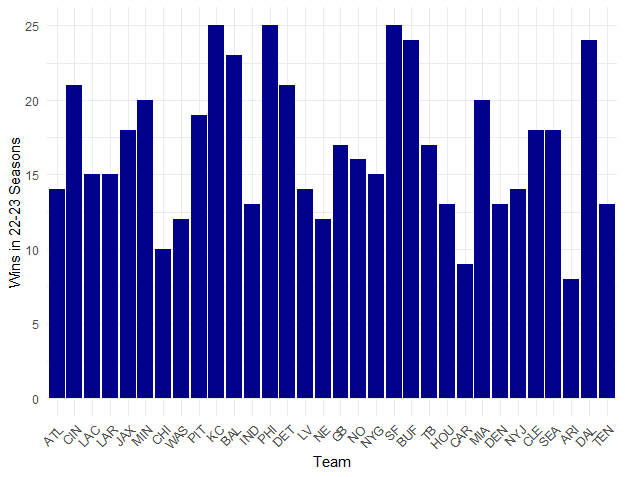 25
20
15
10
5
0
Wins in 22-23 Seasons
ATL CIN LAC LAR JAX MIN CHI WAS PIT KC BAL IND PHI DET LV NE GB NO NYG SF BUF TB HOU CAR MIA DEN NYJ CLE SEA ARI DAL TEN
Team